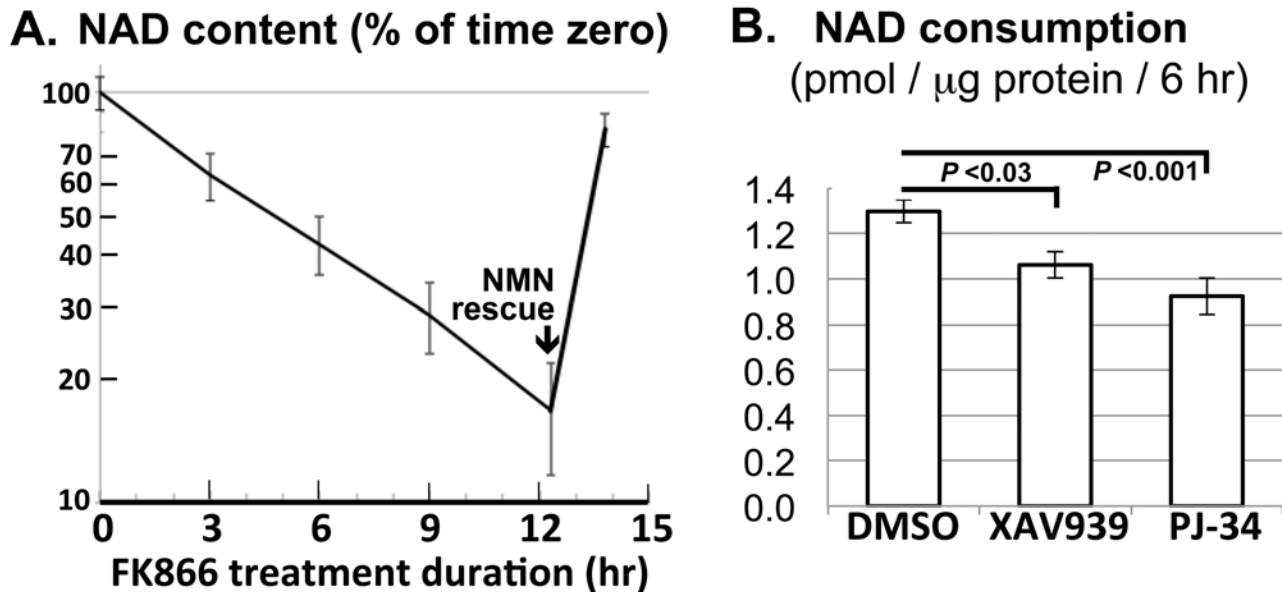 A. NAD content (% of time zero)
100
70
60
50
40
30
20
10
NMN
rescue
0 3 6 9 12 15
FK866 treatment duration (hr)
B. NAD consumption
(pmol / μg protein / 6 hr)
P <0.03
P <0.001
1.4
1.2
1.0
0.8
0.6
0.4
0.2
0.0
DMSO XAV939 PJ-34